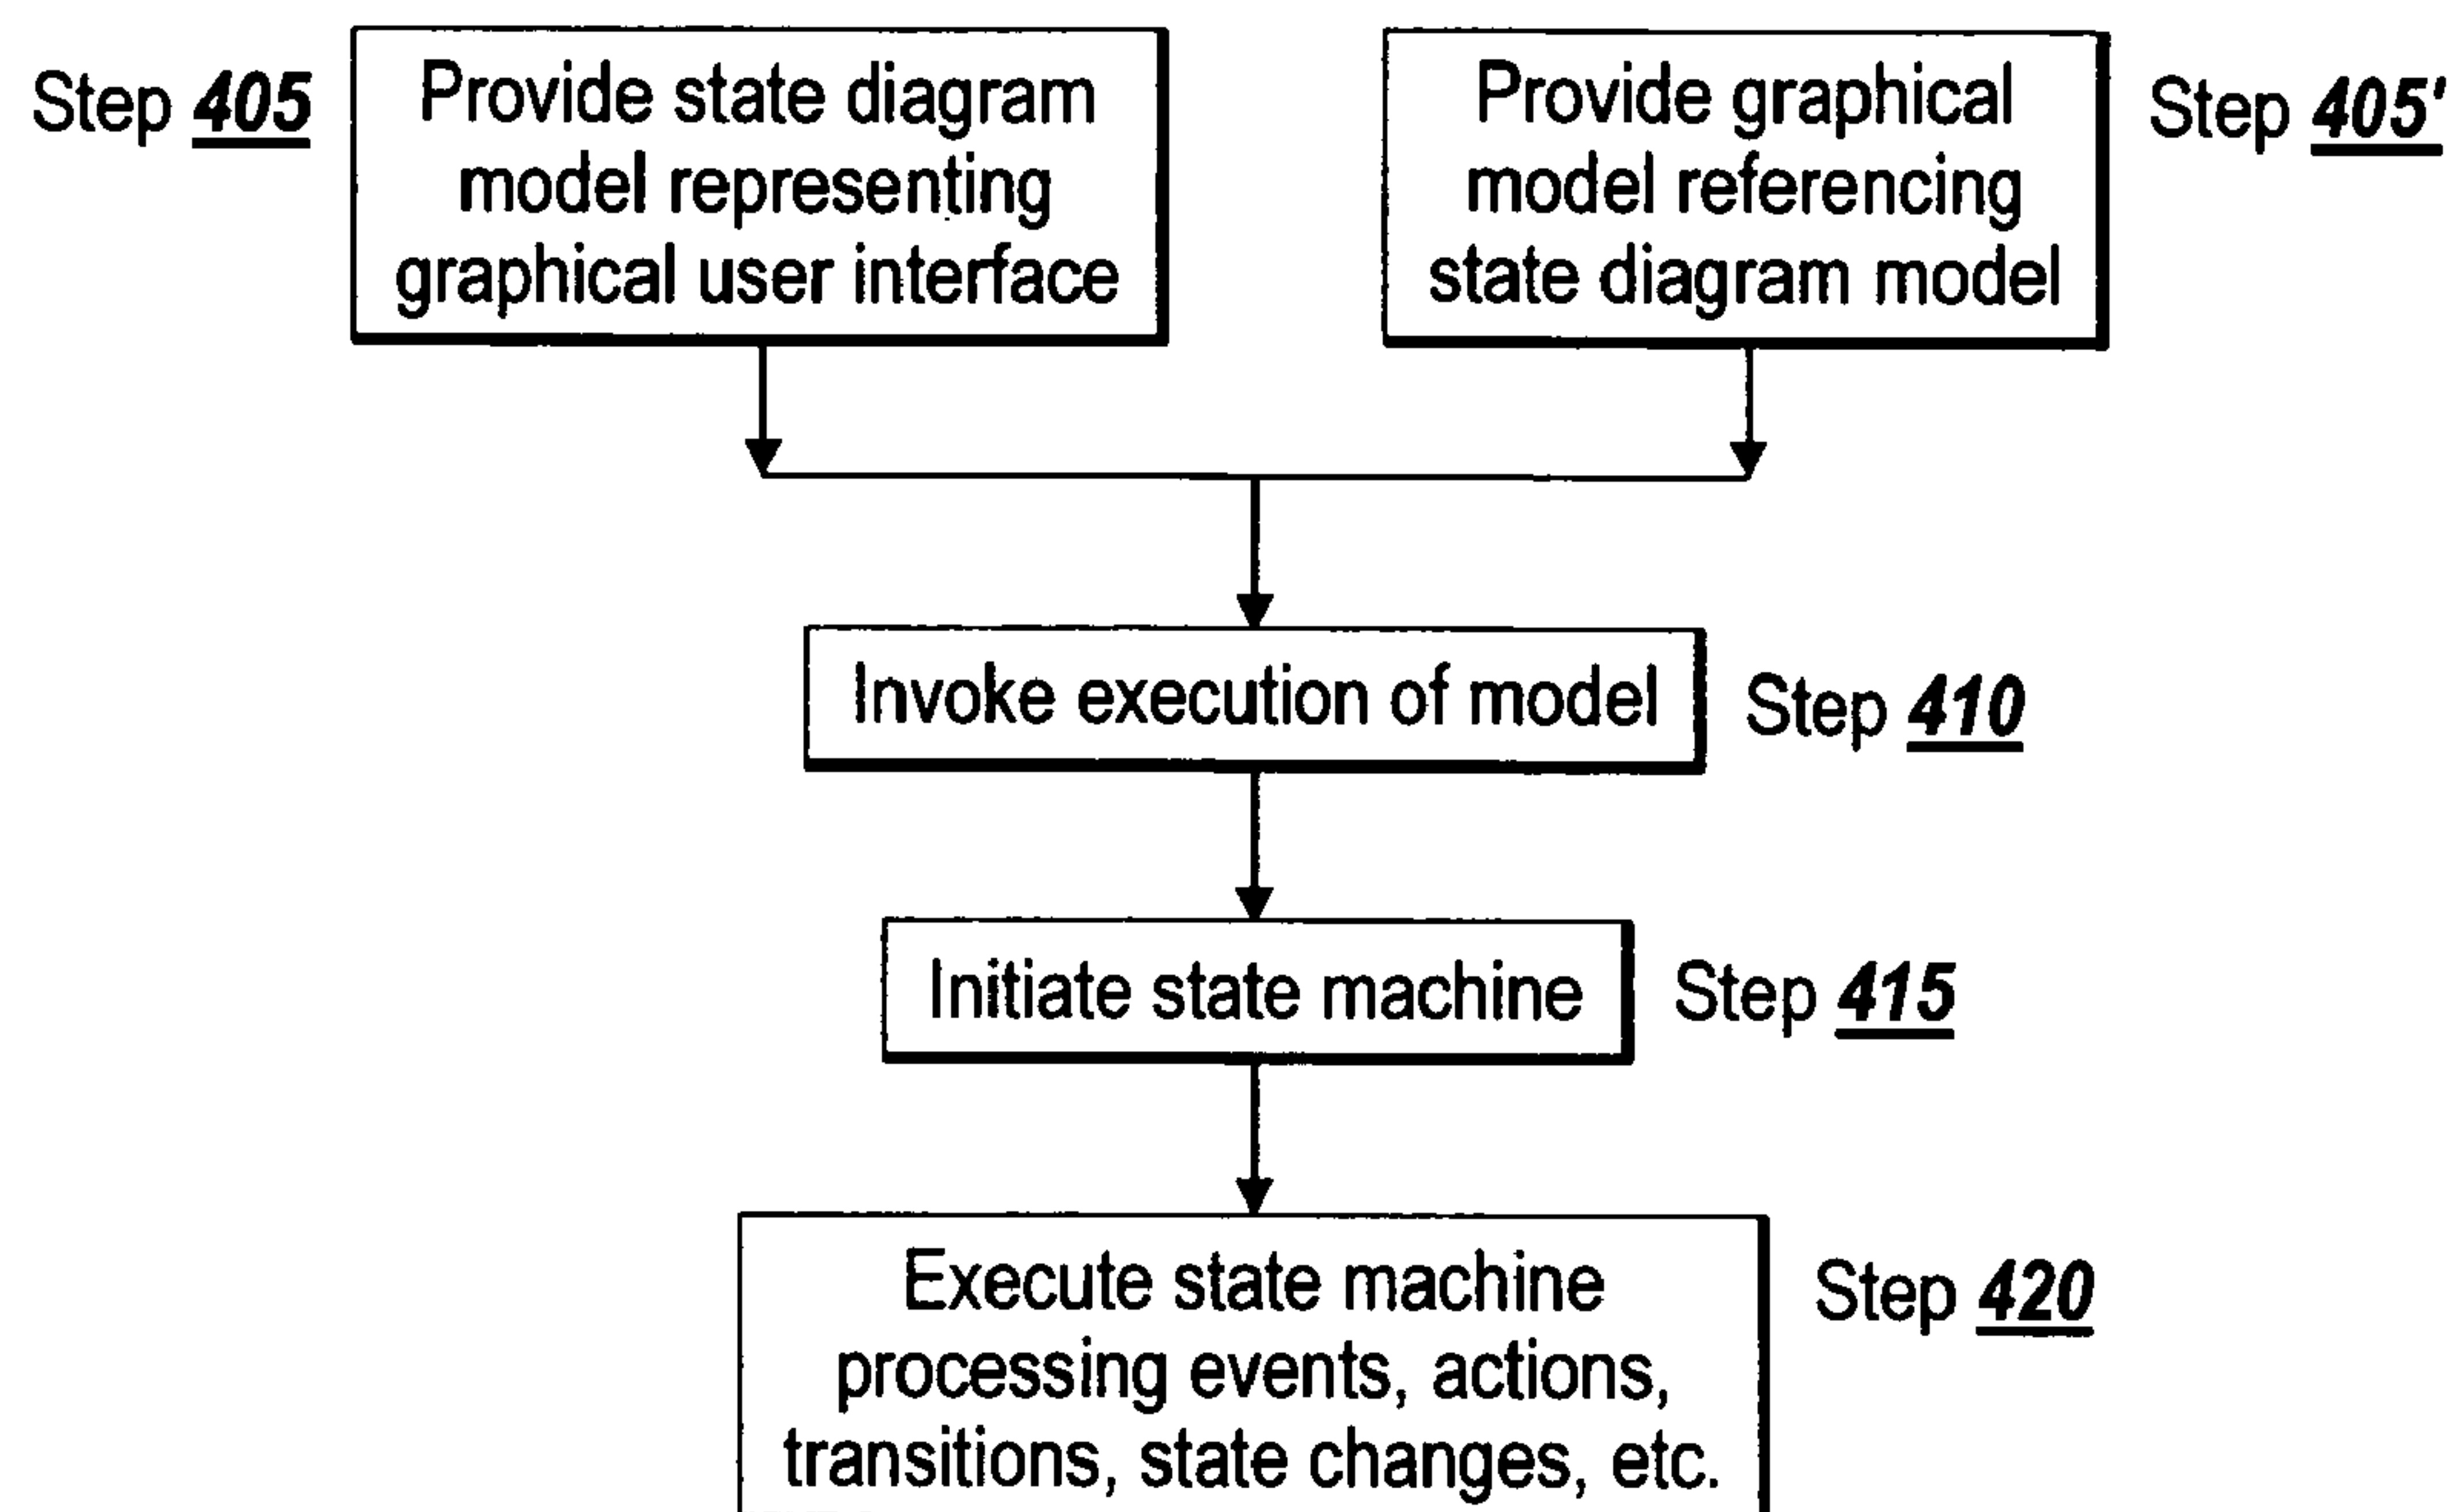 Step 405
Provide state diagram
model representing
graphical user interface
Provide graphical
model referencing
state diagram model
Step 405'
Invoke execution of model
Step 410
Initiate state machine
Step 415
Execute state machine
processing events, actions,
transitions, state changes, etc.
Step 420